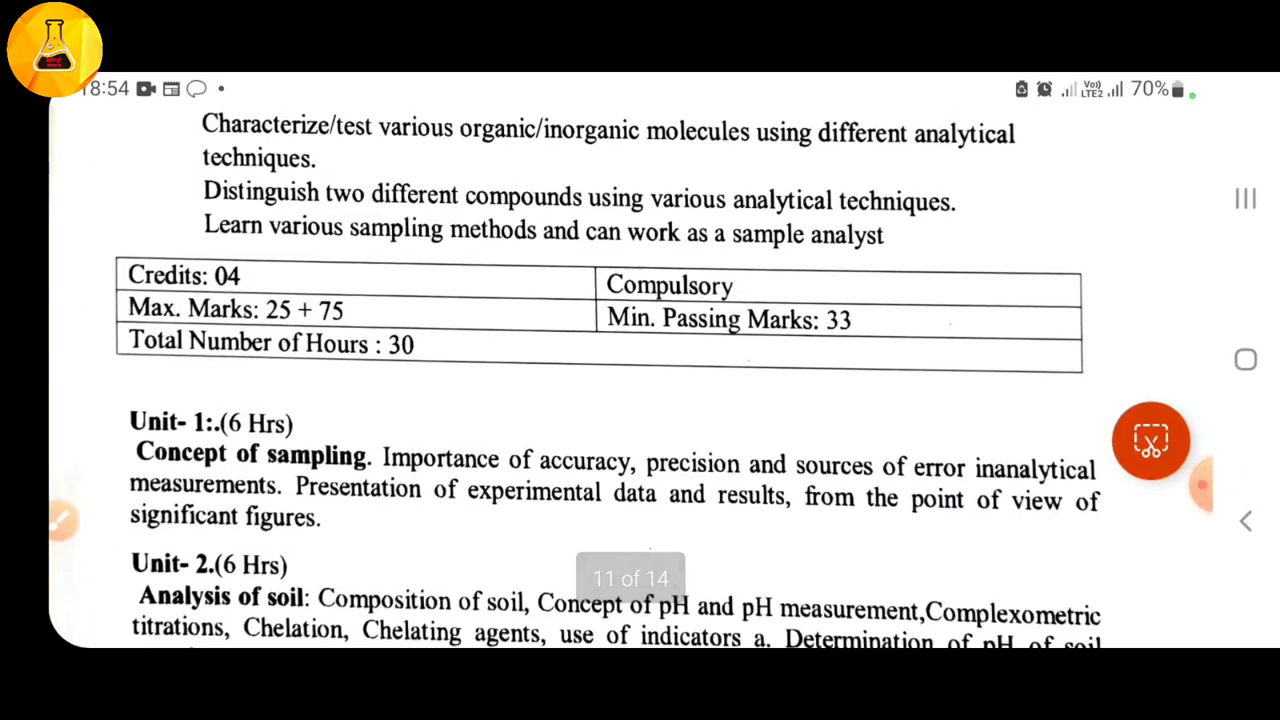 18:54
Vo)) LTE2 70%
Characterize/test various organic/inorganic molecules using different analytical
techniques.
Distinguish two different compounds using various analytical techniques.
Learn various sampling methods and can work as a sample analyst
Credits: 04 Compulsory
Max. Marks: 25 + 75 Min. Passing Marks: 33
Total Number of Hours : 30
Unit- 1:.(6 Hrs)
Concept of sampling. Importance of accuracy, precision and sources of error inanalytical
measurements. Presentation of experimental data and results, from the point of view of
significant figures.
Unit- 2.(6 Hrs)
11 of 14
Analysis of soil: Composition of soil, Concept of pH and pH measurement,Complexometric
titrations, Chelation, Chelating agents, use of indicators a. Determination of pH of soil